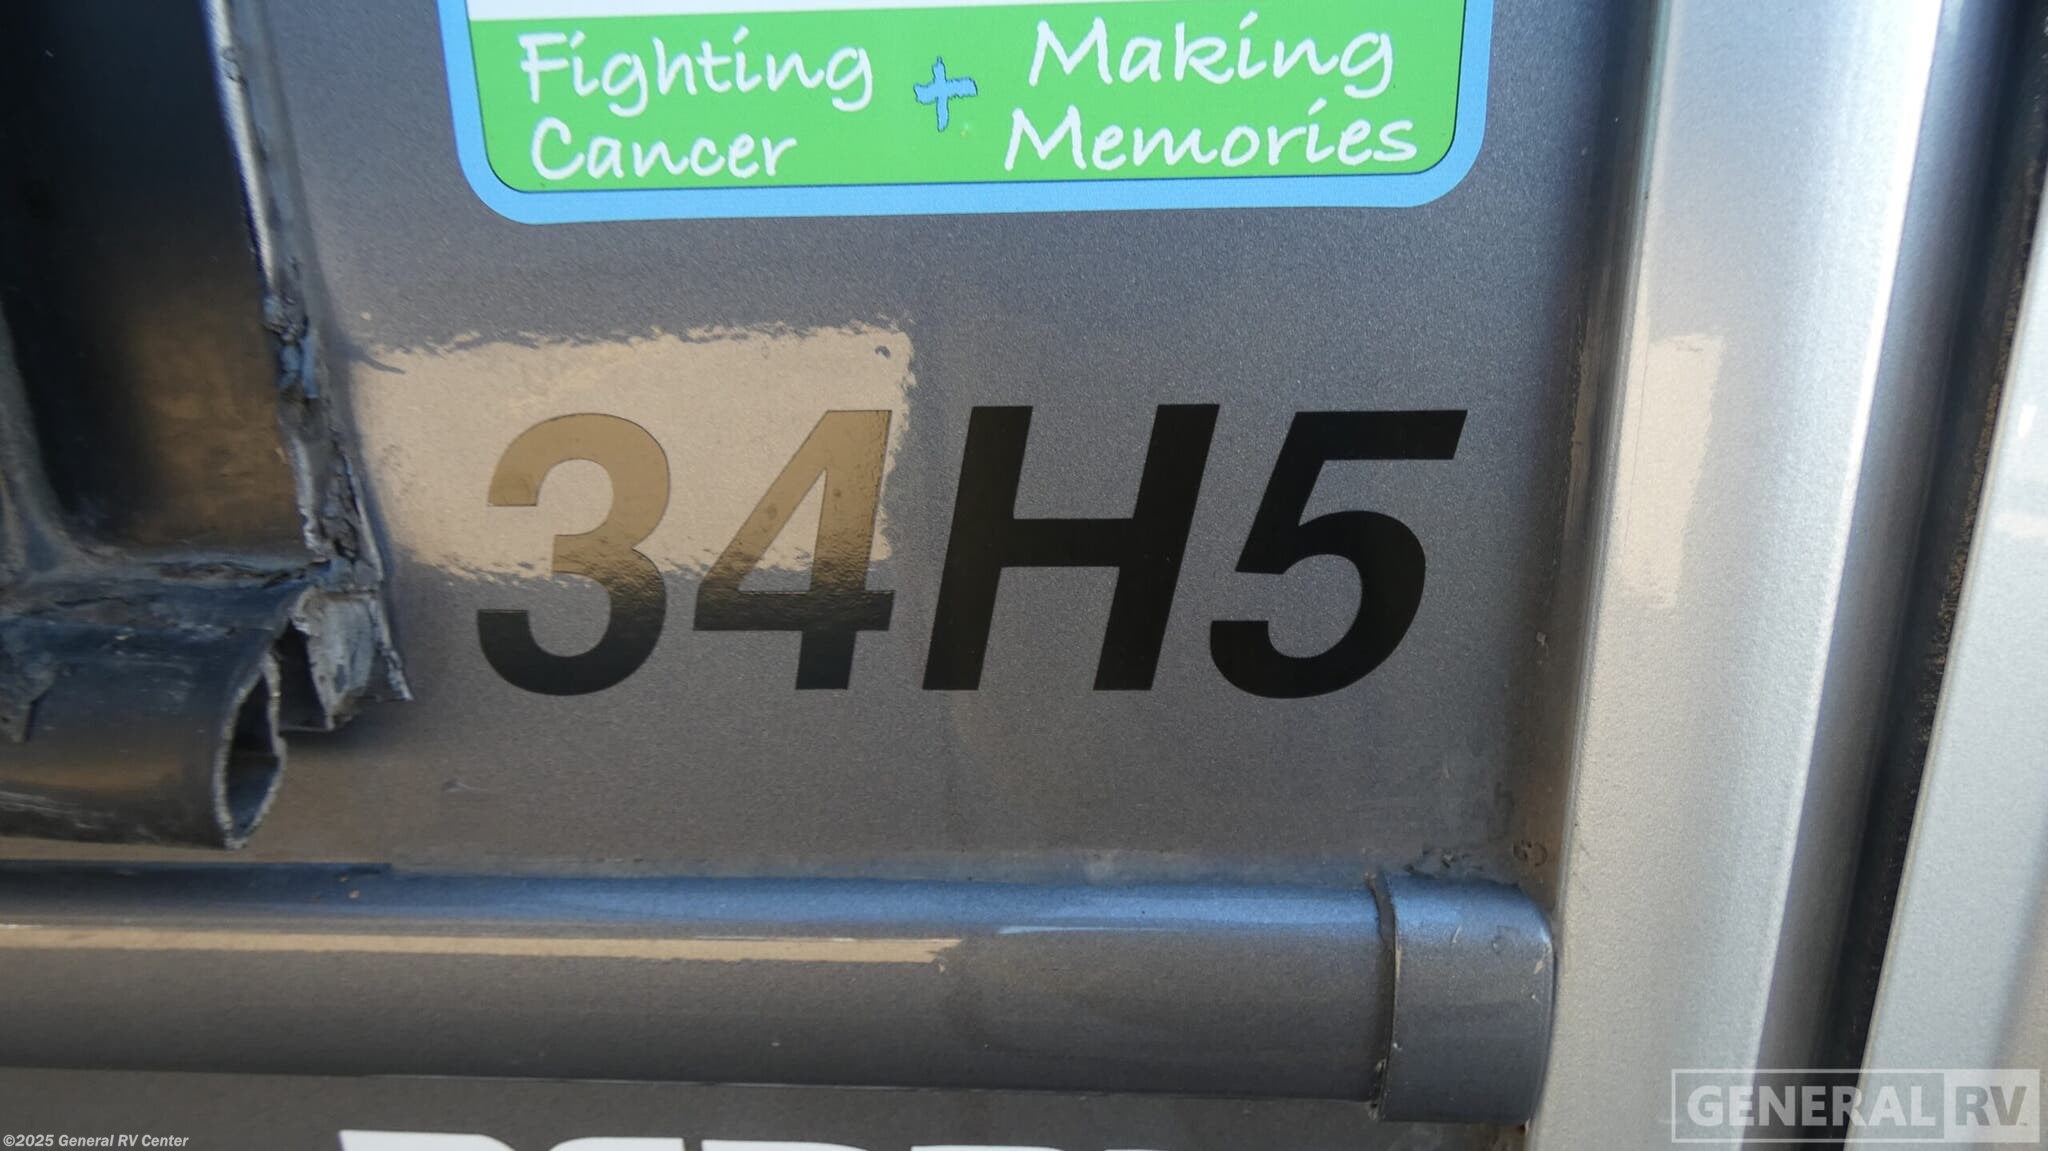 Fighting Cancer + Making Memories
34H5
GENERAL RV
©2025 General RV Center